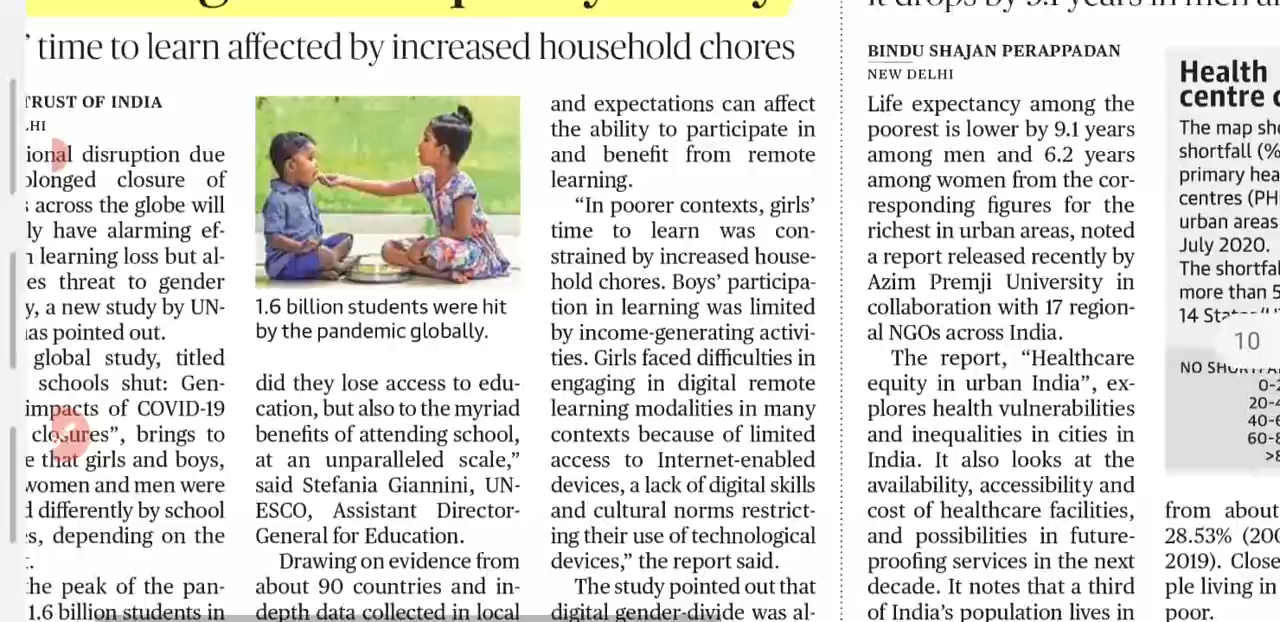 ’ time to learn affected by increased household chores
TRUST OF INDIA
disruption due
closure of
across the globe will
have alarming ef-
learning loss but al-
threat to gender
a new study by UN-
pointed out.
global study, titled
schools shut: Gen-
impacts of COVID-19
closures”, brings to
that girls and boys,
women and men were
differently by school
depending on the
the peak of the pan-
1.6 billion students in
1.6 billion students were hit
by the pandemic globally.
did they lose access to edu-
cation, but also to the myriad
benefits of attending school,
at an unparalleled scale,”
said Stefania Giannini, UN-
ESCO, Assistant Director-
General for Education.
Drawing on evidence from
about 90 countries and in-
depth data collected in local
and expectations can affect
the ability to participate in
and benefit from remote
learning.
“In poorer contexts, girls’
time to learn was con-
strained by increased house-
hold chores. Boys’ participa-
tion in learning was limited
by income-generating activi-
ties. Girls faced difficulties in
engaging in digital remote
learning modalities in many
contexts because of limited
access to Internet-enabled
devices, a lack of digital skills
and cultural norms restrict-
ing their use of technological
devices,” the report said.
The study pointed out that
digital gender-divide was al-
BINDU SHAJAN PERAPPADAN
NEW DELHI
Life expectancy among the
poorest is lower by 9.1 years
among men and 6.2 years
among women from the cor-
responding figures for the
richest in urban areas, noted
a report released recently by
Azim Premji University in
collaboration with 17 region-
al NGOs across India.
The report, “Healthcare
equity in urban India”, ex-
plores health vulnerabilities
and inequalities in cities in
India. It also looks at the
availability, accessibility and
cost of healthcare facilities,
and possibilities in future-
proofing services in the next
decade. It notes that a third
of India’s population lives in
Health
centre
The map
shortfall (%
primary
centres
urban areas
July 2020.
The
more than
14
10
NO
from about
28.53%
2019). Close
ple living in
poor.